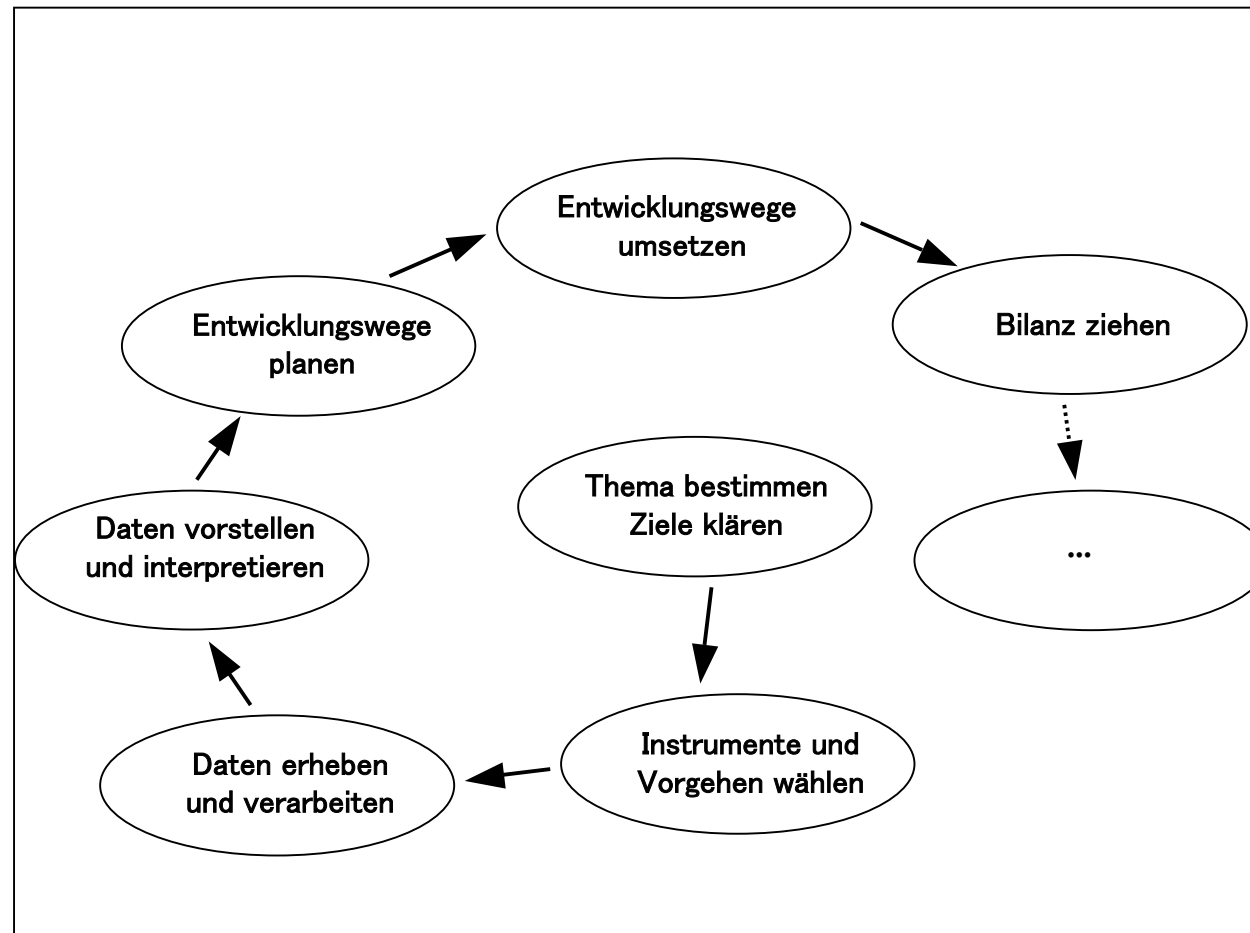 Entwicklungswege
umsetzen
Entwicklungswege
planen
Bilanz ziehen
Thema bestimmen
Ziele klären
Daten vorstellen
und interpretieren
...
Instrumente und
Vorgehen wählen
Daten erheben
und verarbeiten